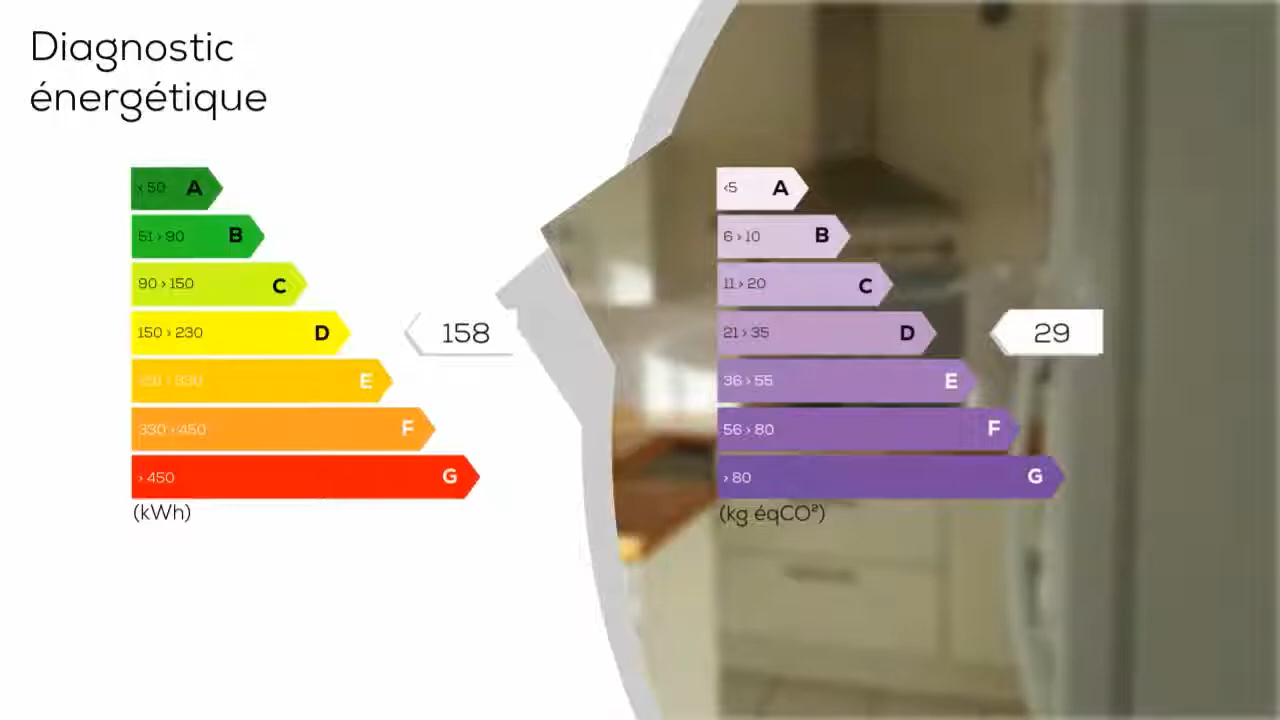 Diagnostic
énergétique
< 50 A
51 > 90 B
90 > 150 C
150 > 230 D
158
E
330 > 450 F
> 450 G
(kWh)
<5 A
6 > 10 B
11 > 20 C
21 > 35 D
29
36 > 55 E
56 > 80 F
> 80 G
(kg éqCO²)